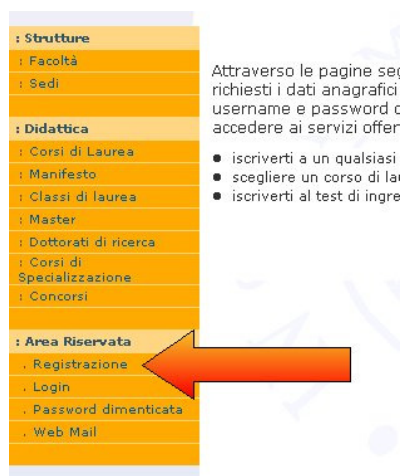 : Strutture
: Facoltà
: Sedi
: Didattica
: Corsi di Laurea
: Manifesto
: Classi di laurea
: Master
: Dottorati di ricerca
: Corsi di
Specializzazione
: Concorsi
: Area Riservata
. Registrazione
. Login
. Password dimenticata
. Web Mail
Attraverso le pagine seg
richiesti i dati anagrafici
username e password d
accedere ai servizi offer
● iscriverti a un qualsiasi
● scegliere un corso di lau
● iscriverti al test di ingre